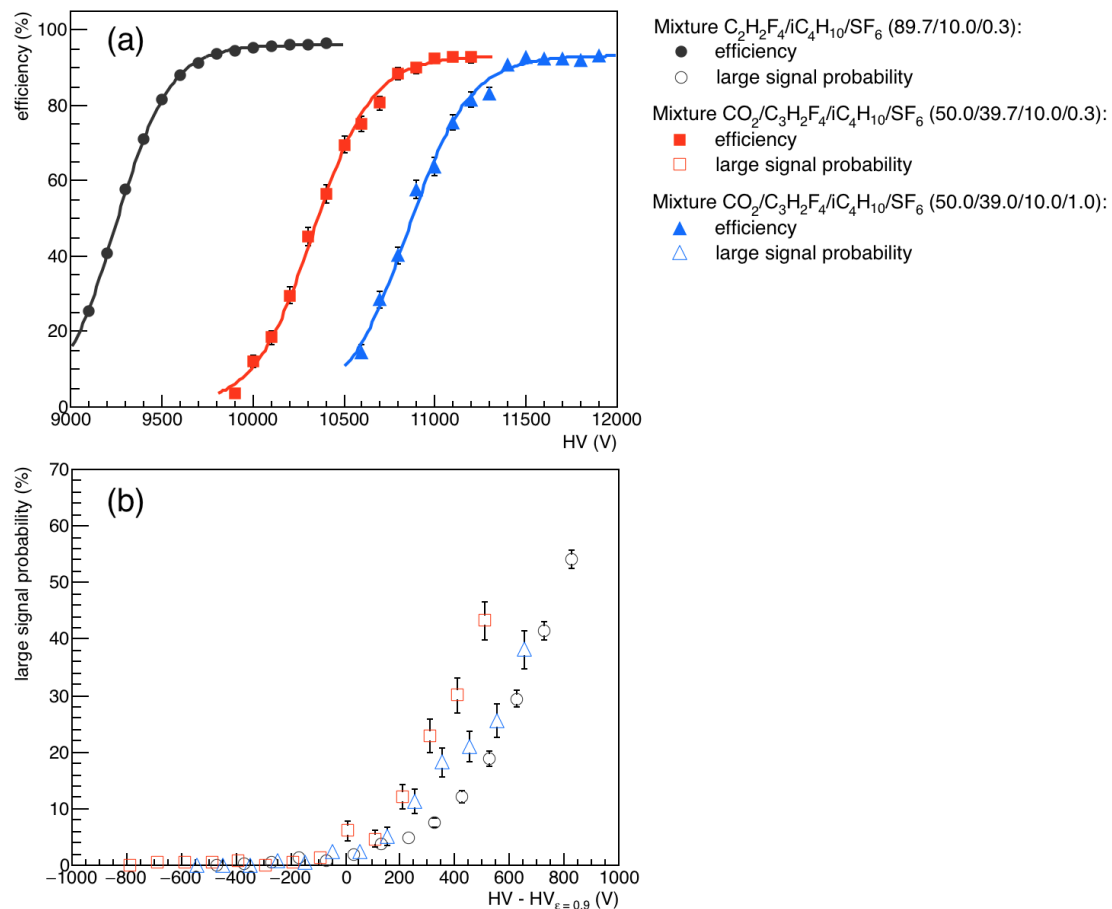 efficiency (%)
(a)
100
80
60
40
20
0
9000 9500 10000 10500 11000 11500 12000
HV (V)
Mixture C₂H₂F₄/iC₄H₁₀/SF₆ (89.7/10.0/0.3):
efficiency
large signal probability
Mixture CO₂/C₃H₂F₄/iC₄H₁₀/SF₆ (50.0/39.7/10.0/0.3):
efficiency
large signal probability
Mixture CO₂/C₃H₂F₄/iC₄H₁₀/SF₆ (50.0/39.0/10.0/1.0):
efficiency
large signal probability
large signal probability (%)
(b)
70
60
50
40
30
20
10
0
−1000 −800 −600 −400 −200 0 200 400 600 800 1000
HV - HV ε = 0.9 (V)